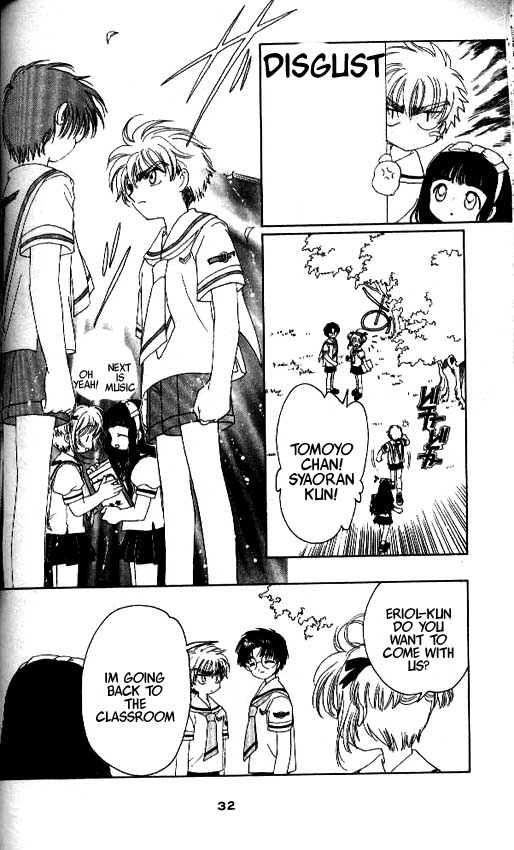 DISGUST
TOMOYO
CHAN!
SYAORAN
KUN!
NEXT
IS
MUSIC
OH
YEAH!
ERIOL-KUN
DO YOU
WANT TO
COME WITH
US?
IM GOING
BACK TO
THE
CLASSROOM
32